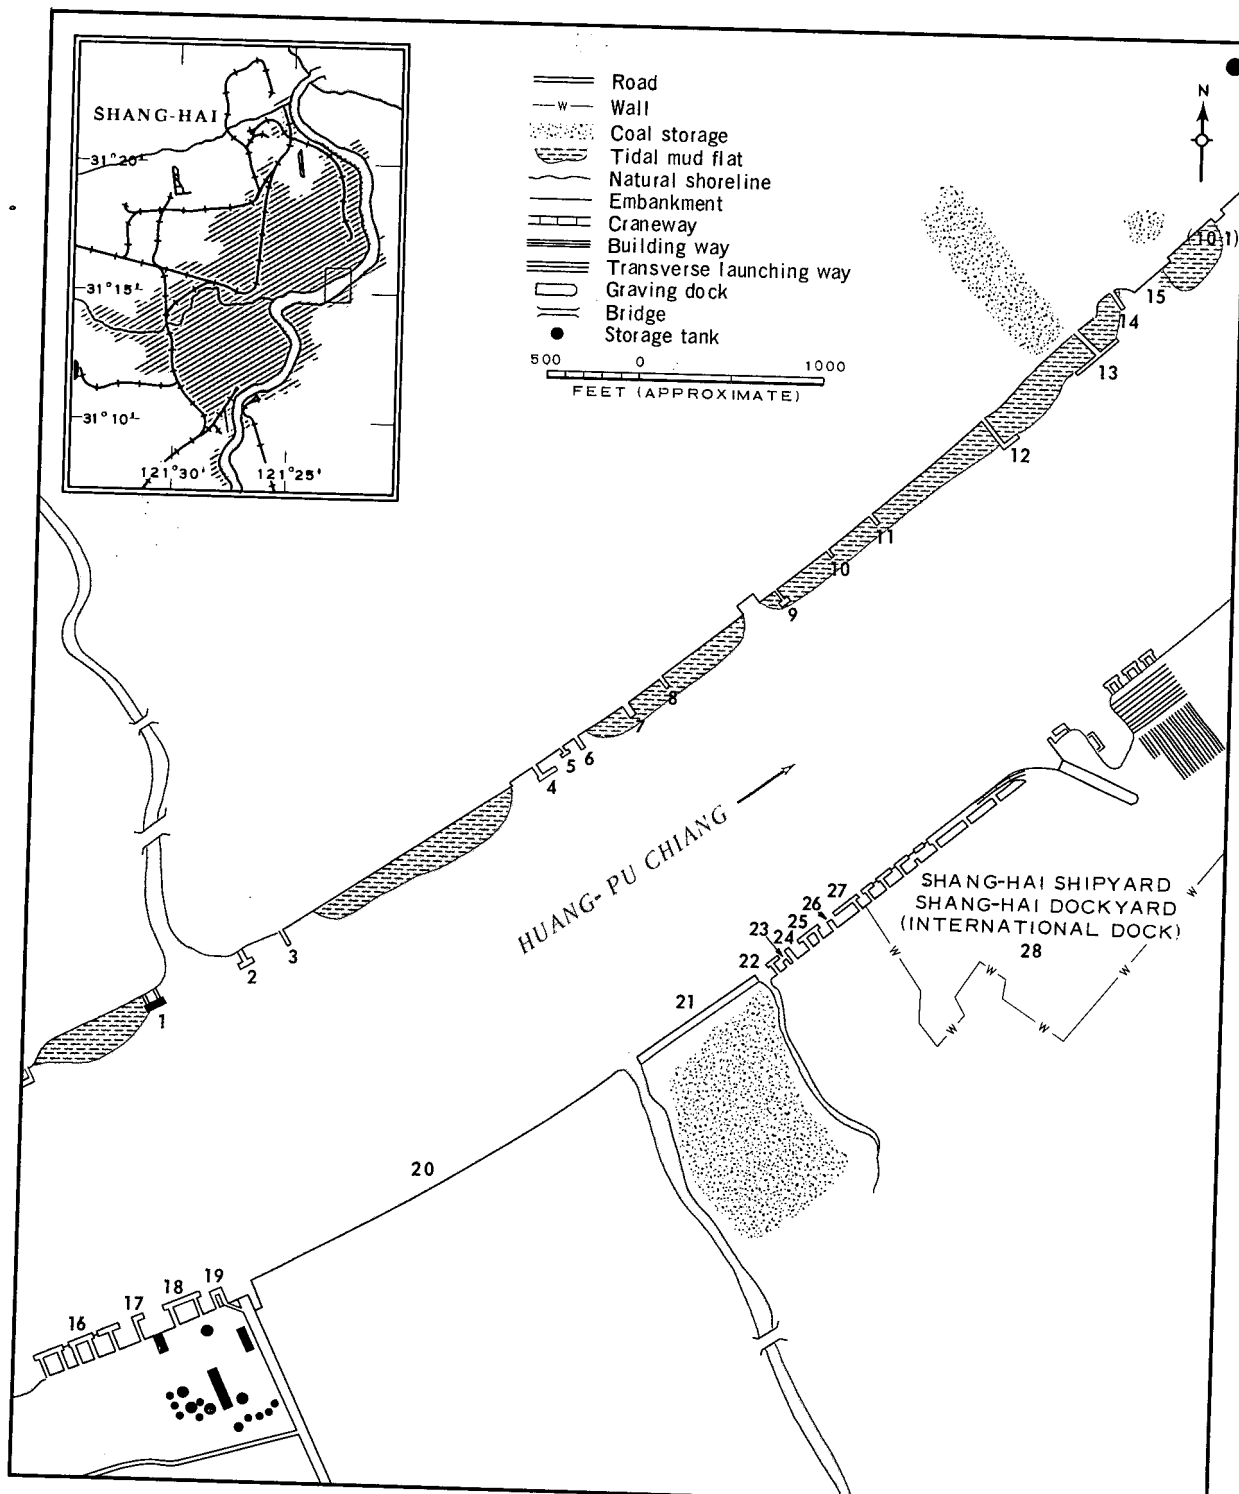 SHANG-HAI
31°20'
31°15'
31°10'
121°30'
121°25'
Road
W
Wall
Coal storage
Tidal mud flat
Natural shoreline
Embankment
Craneway
Building way
Transverse launching way
Graving dock
Bridge
Storage tank
500
0
1000
FEET (APPROXIMATE)
N
(10-1)
15
14
13
12
11
10
9
8
7
6
5
4
3
2
1
HUANG-PU CHIANG
27
26
25
24
23
22
21
20
19
18
17
16
SHANG-HAI SHIPYARD
SHANG-HAI DOCKYARD
(INTERNATIONAL DOCK)
28
W
W
W
W
W
W